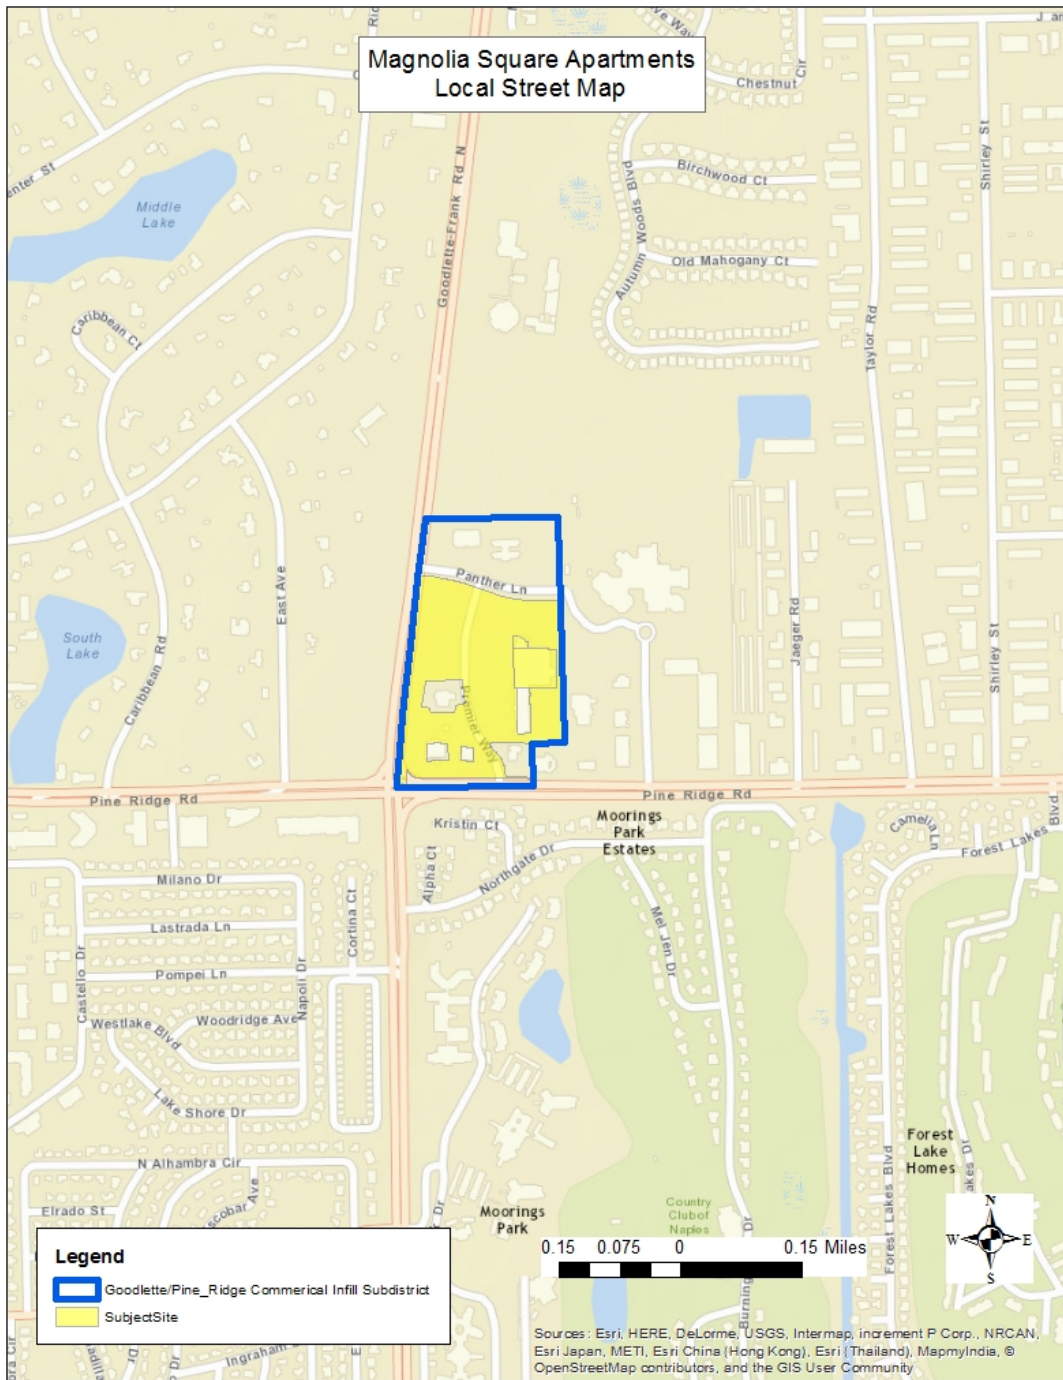 Magnolia Square Apartments
Local Street Map
Chestnut Cir
Birchwood Ct
Autumn Woods Blvd
Old Mahogany Ct
Shirley St
Taylor Rd
Goodlette-Frank Rd N
Middle
Lake
Caribbean Ct
East Ave
South
Lake
Caribbean Rd
Panther Ln
Premier Way
Jaeger Rd
Shirley St
Pine Ridge Rd
Pine Ridge Rd
Kristin Ct
Alpha Ct
Northgate Dr
Moorings
Park
Estates
Camelia Ln
Forest Lakes Blvd
Milano Dr
Lastrada Ln
Pompei Ln
Cortina Ct
Castello Dr
Napoli Dr
Westlake Blvd
Woodridge Ave
Lake Shore Dr
Mel Jen Dr
N Alhambra Cir
Elrado St
Moorings
Park
Country
Club of
Naples
Forest Lakes Blvd
Forest
Lake
Homes
N
W E
S
0.15 0.075 0 0.15 Miles
Legend
Goodlette/Pine_Ridge Commerical Infill Subdistrict
SubjectSite
Ingraham
Sources: Esri, HERE, DeLorme, USGS, Intermap, increment P Corp., NRCAN,
Esri Japan, METI, Esri China (Hong Kong), Esri (Thailand), MapmyIndia, ©
OpenStreetMap contributors, and the GIS User Community